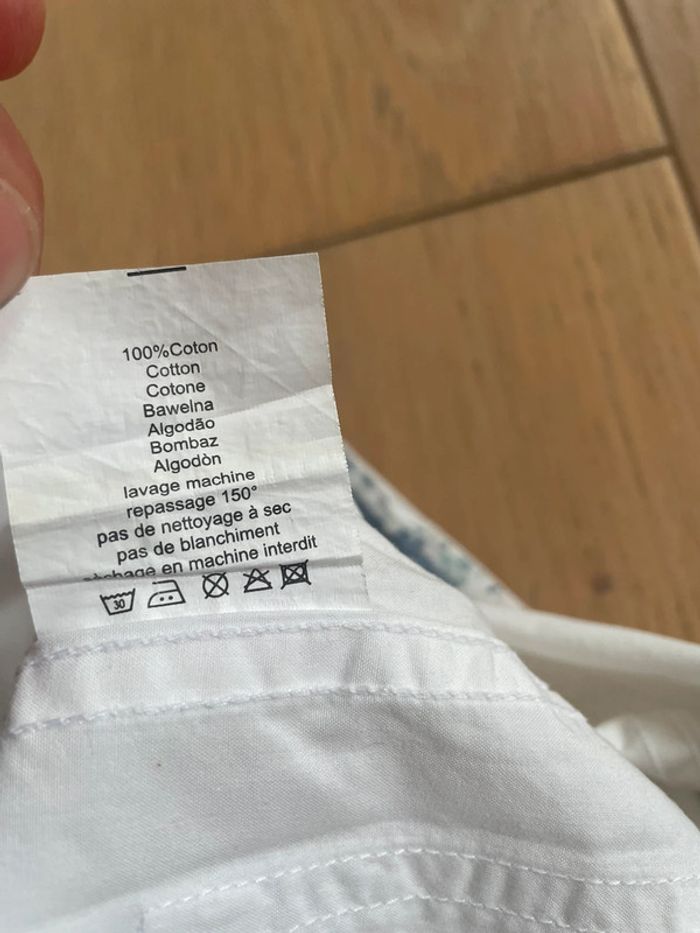 100%Coton
Cotton
Cotone
Bawelna
Algodão
Bombaz
Algodòn
lavage machine
repassage 150°
pas de nettoyage à sec
pas de blanchiment
sèchage en machine interdit
30